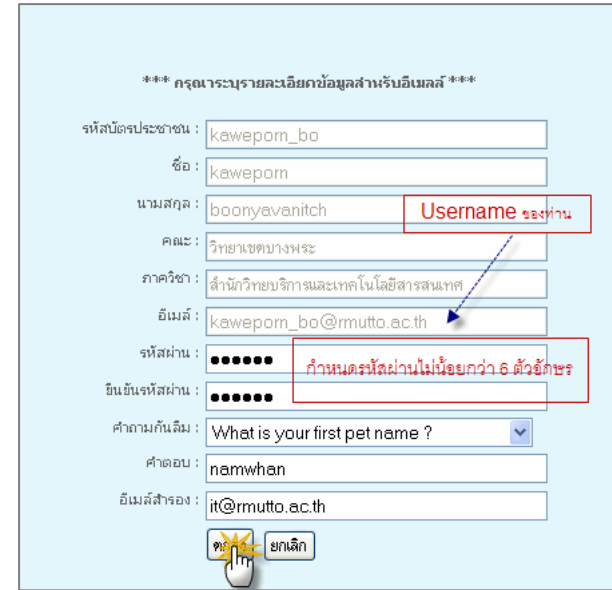 *** กรุณาระบุรายละเอียดข้อมูลสำหรับอีเมลล์ ***
รหัสบัตรประชาชน : kaweporn_bo
ชื่อ : kaweporn
นามสกุล : boonyavanitch
Username ของท่าน
คณะ : วิทยาเขตบางพระ
ภาควิชา : สำนักวิทยบริการและเทคโนโลยีสารสนเทศ
อีเมล์ : kaweporn_bo@rmutto.ac.th
รหัสผ่าน : ●●●●●●
กำหนดรหัสผ่านไม่น้อยกว่า 6 ตัวอักษร
ยืนยันรหัสผ่าน : ●●●●●●
คำถามกันลืม : What is your first pet name ?
คำตอบ : namwhan
อีเมล์สำรอง : it@rmutto.ac.th
ยกเลิก